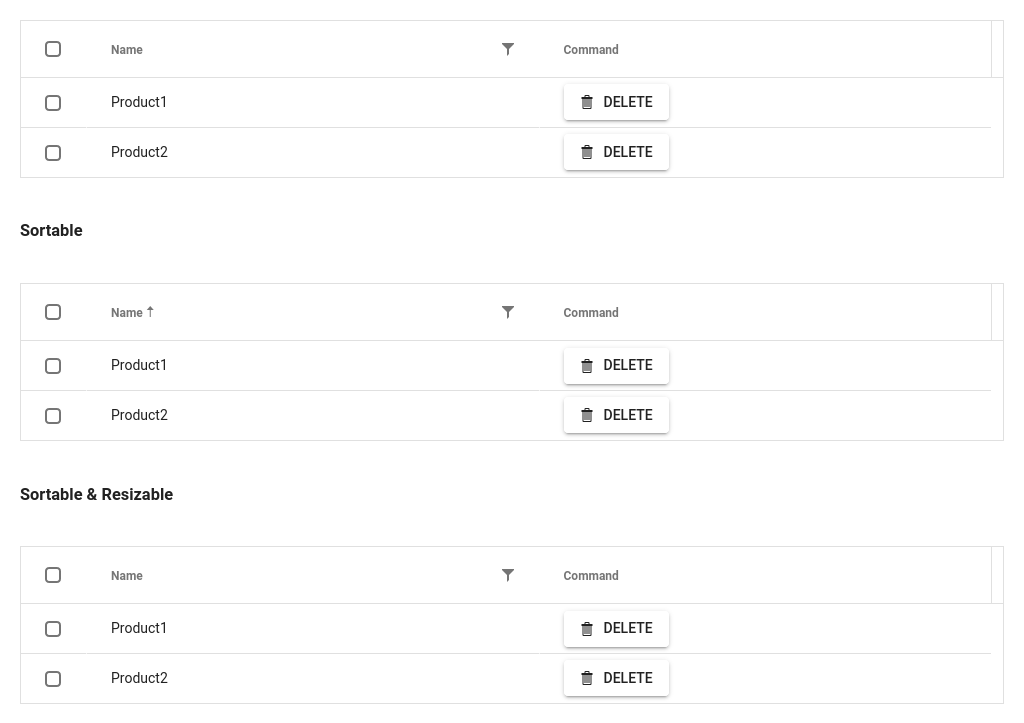 Name Command
Product1 DELETE
Product2 DELETE
Sortable
Name Command
Product1 DELETE
Product2 DELETE
Sortable & Resizable
Name Command
Product1 DELETE
Product2 DELETE